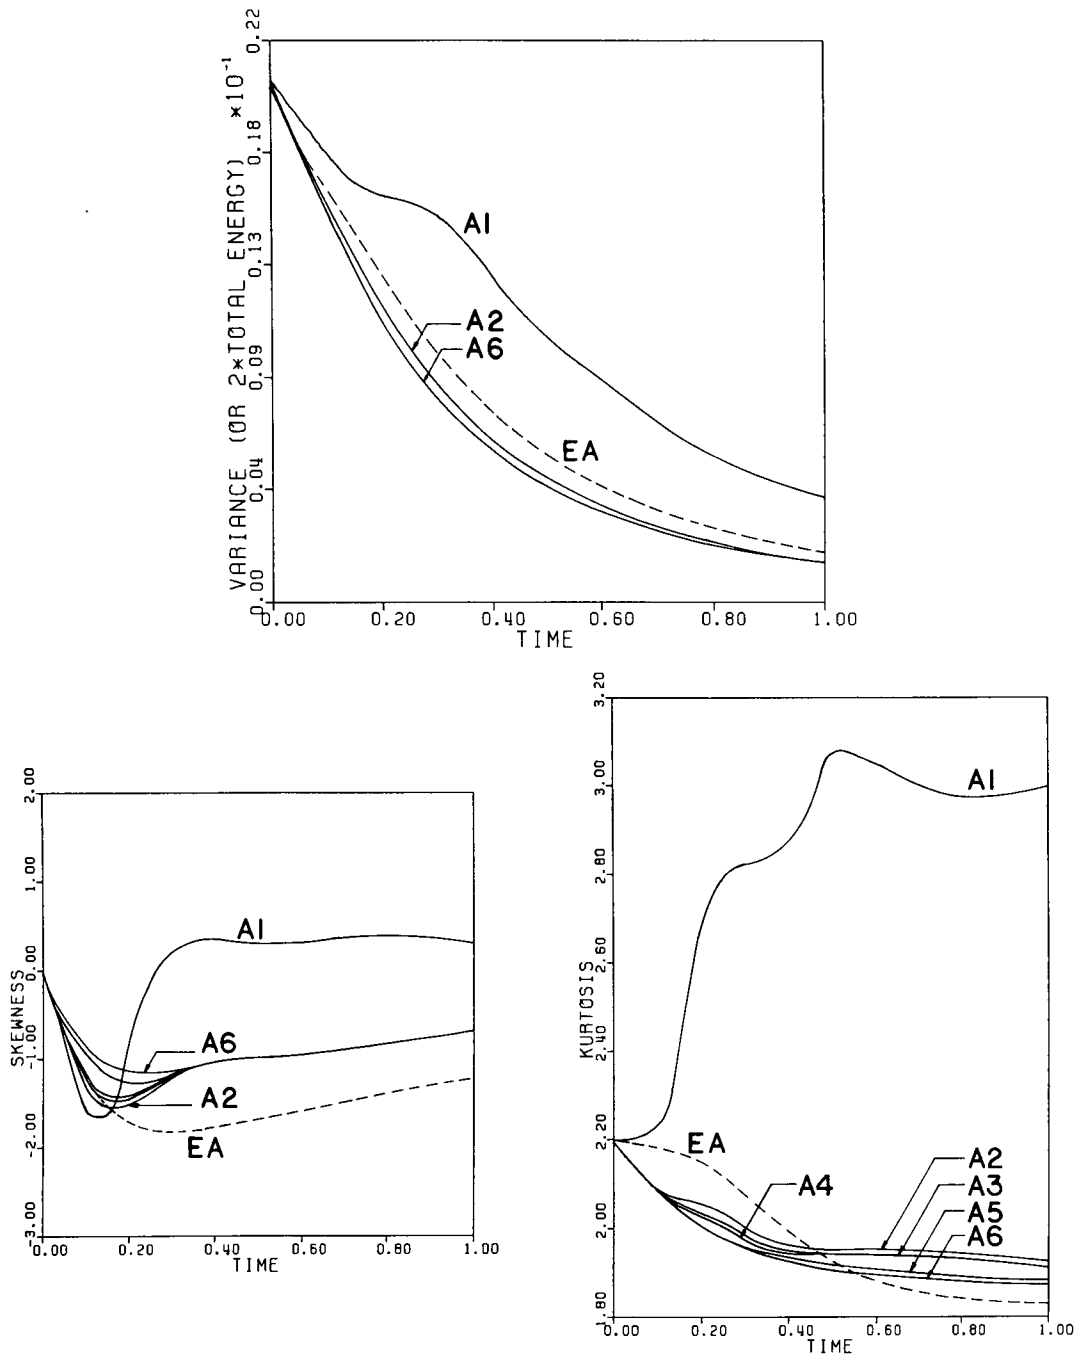 VARIANCE (OR 2*TOTAL ENERGY) *10⁻¹
0.22
0.18
0.13
0.09
0.04
0.00
A1
A2
A6
EA
0.00 0.20 0.40 0.60 0.80 1.00
TIME
SKEWNESS
2.00
1.00
0.00
-1.00
-2.00
-3.00
A1
A6
A2
EA
0.00 0.20 0.40 0.60 0.80 1.00
TIME
KURTOSIS
3.20
3.00
2.80
2.60
2.40
2.20
2.00
1.80
A1
EA
A4
A2
A3
A5
A6
0.00 0.20 0.40 0.60 0.80 1.00
TIME